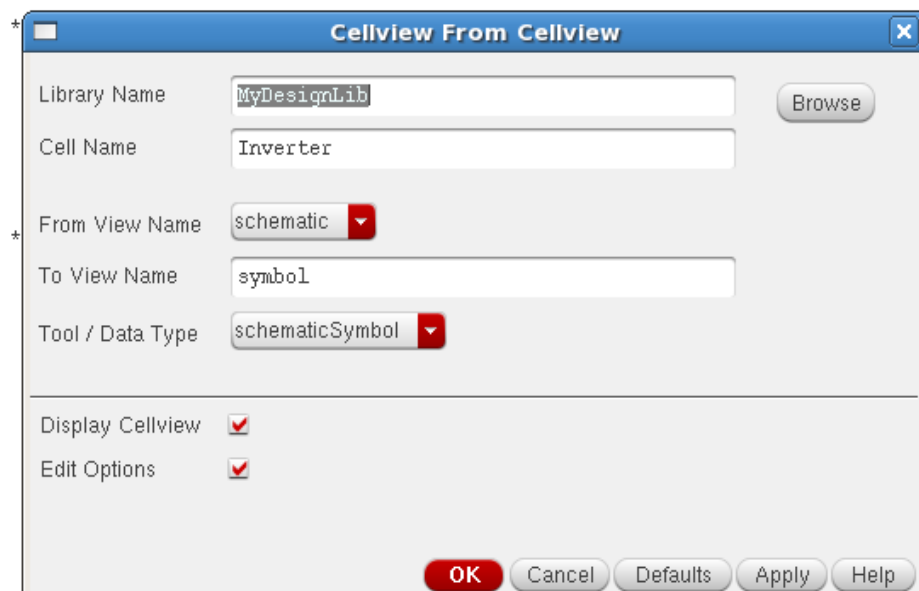 *
Cellview From Cellview
Library Name MyDesignLib Browse
Cell Name Inverter
From View Name schematic
*
To View Name symbol
Tool / Data Type schematicSymbol
Display Cellview
Edit Options
OK Cancel Defaults Apply Help